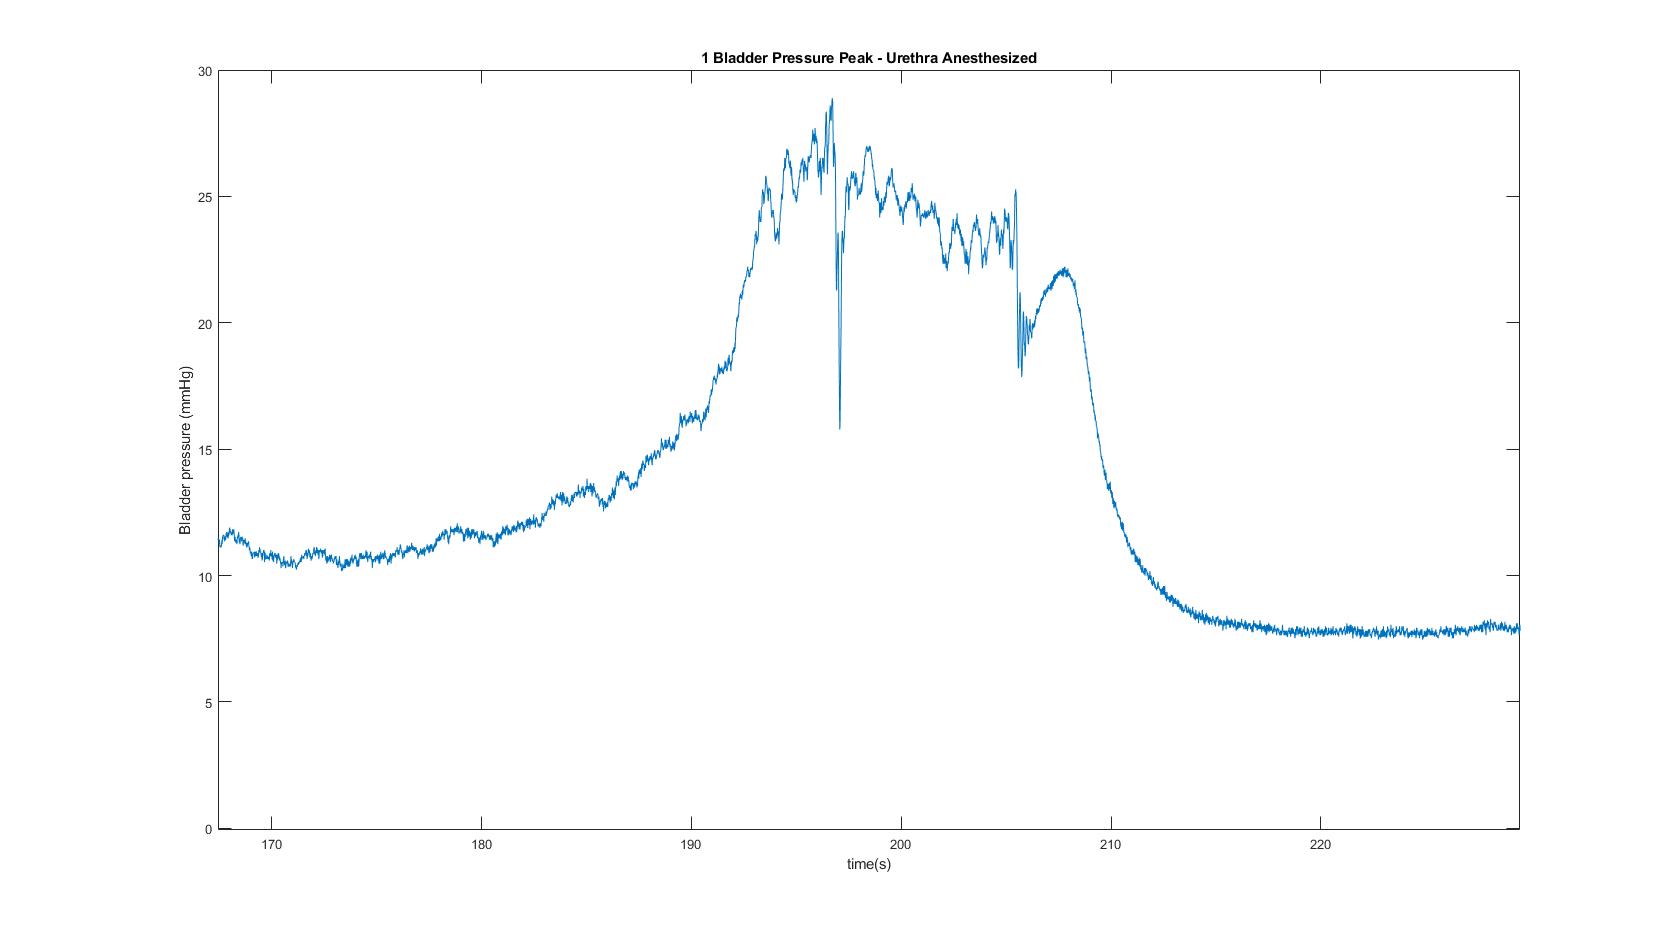 1 Bladder Pressure Peak - Urethra Anesthesized
30
25
20
15
10
5
0
Bladder pressure (mmHg)
170 180 190 200 210 220
time(s)